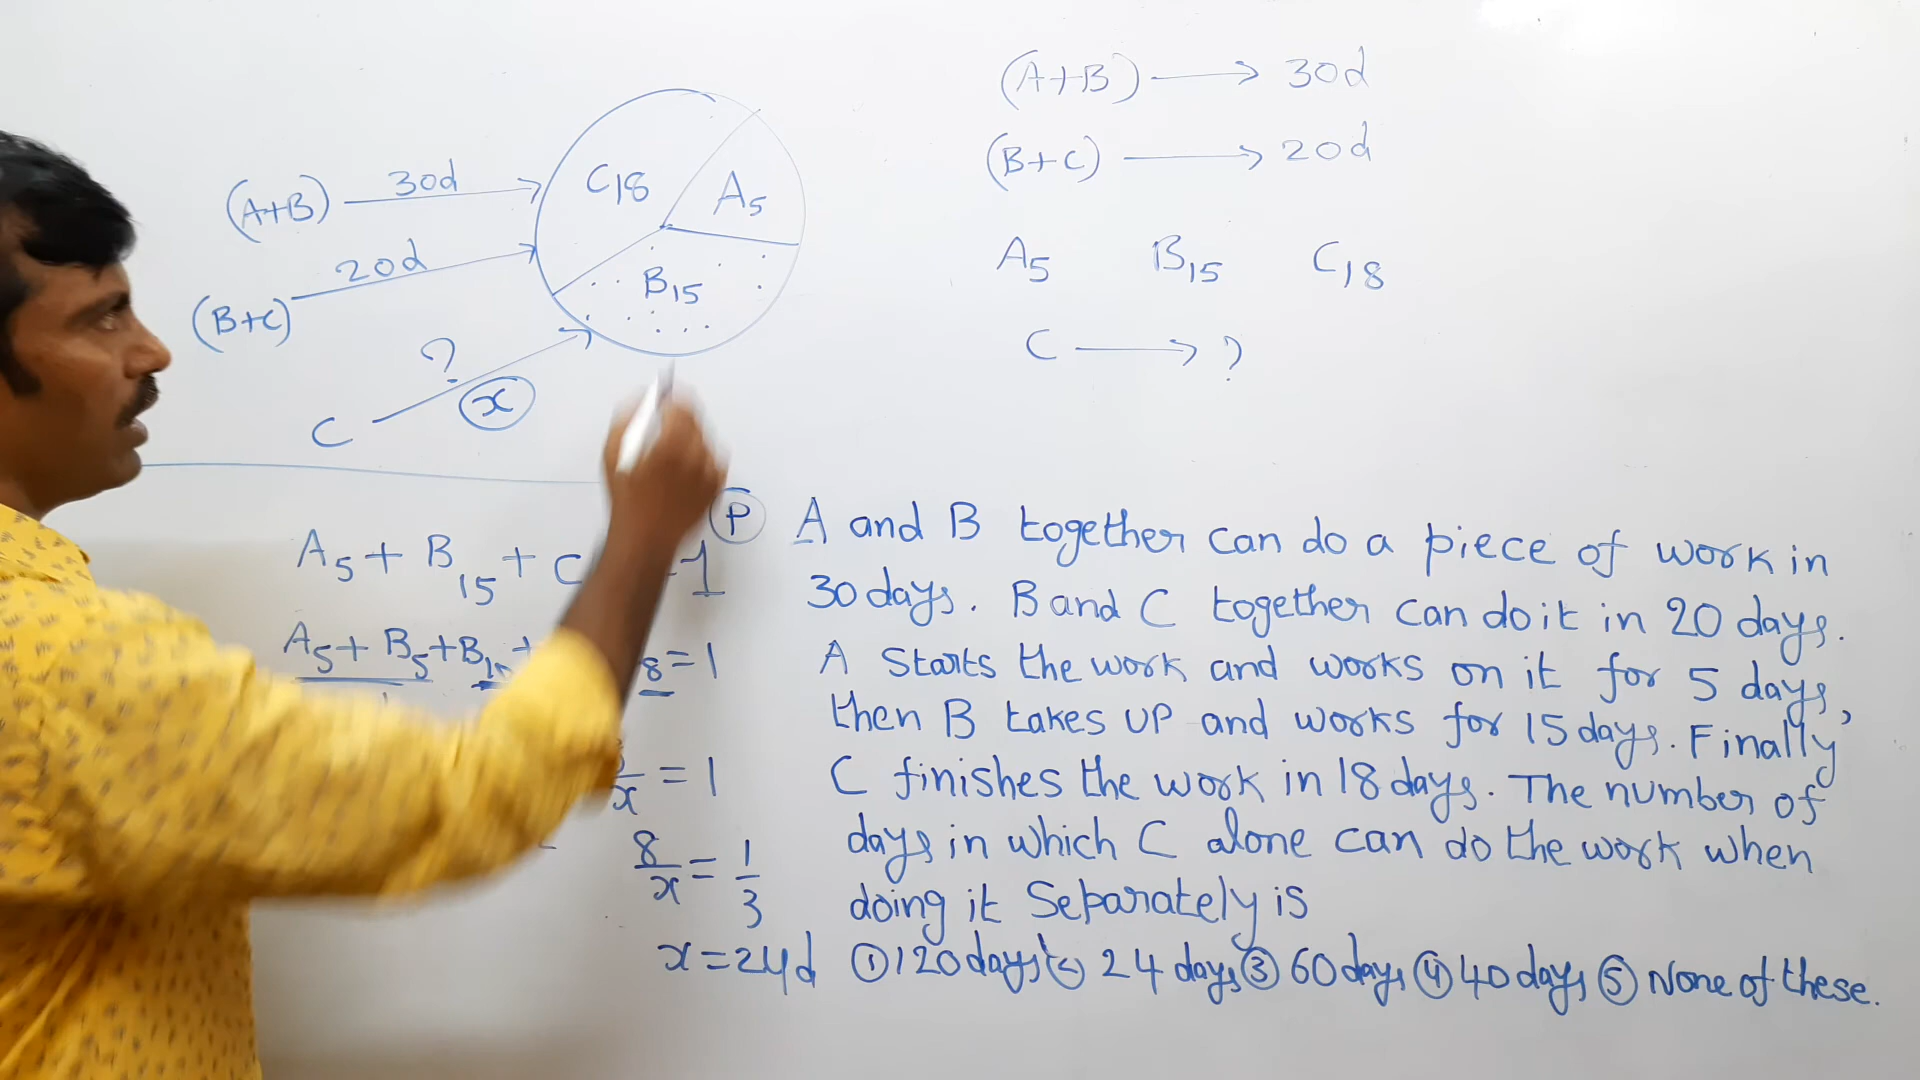 (A+B) 30d
(B+C) 20d
C ? x
C18 A5
B15
(A+B) → 30d
(B+C) → 20d
A5 B15 C18
C → ?
A5 + B15 + C 1
A5 + B5 + B10 + 8 = 1
x = 1
8/x = 1/3
x = 24d
P A and B together can do a piece of work in
30 days. B and C together can do it in 20 days.
A starts the work and works on it for 5 days,
then B takes up and works for 15 days. Finally
C finishes the work in 18 days. The number of
days in which C alone can do the work when
doing it Separately is
① 120 days 24 days ③ 60 days ④ 40 days ⑤ None of these.